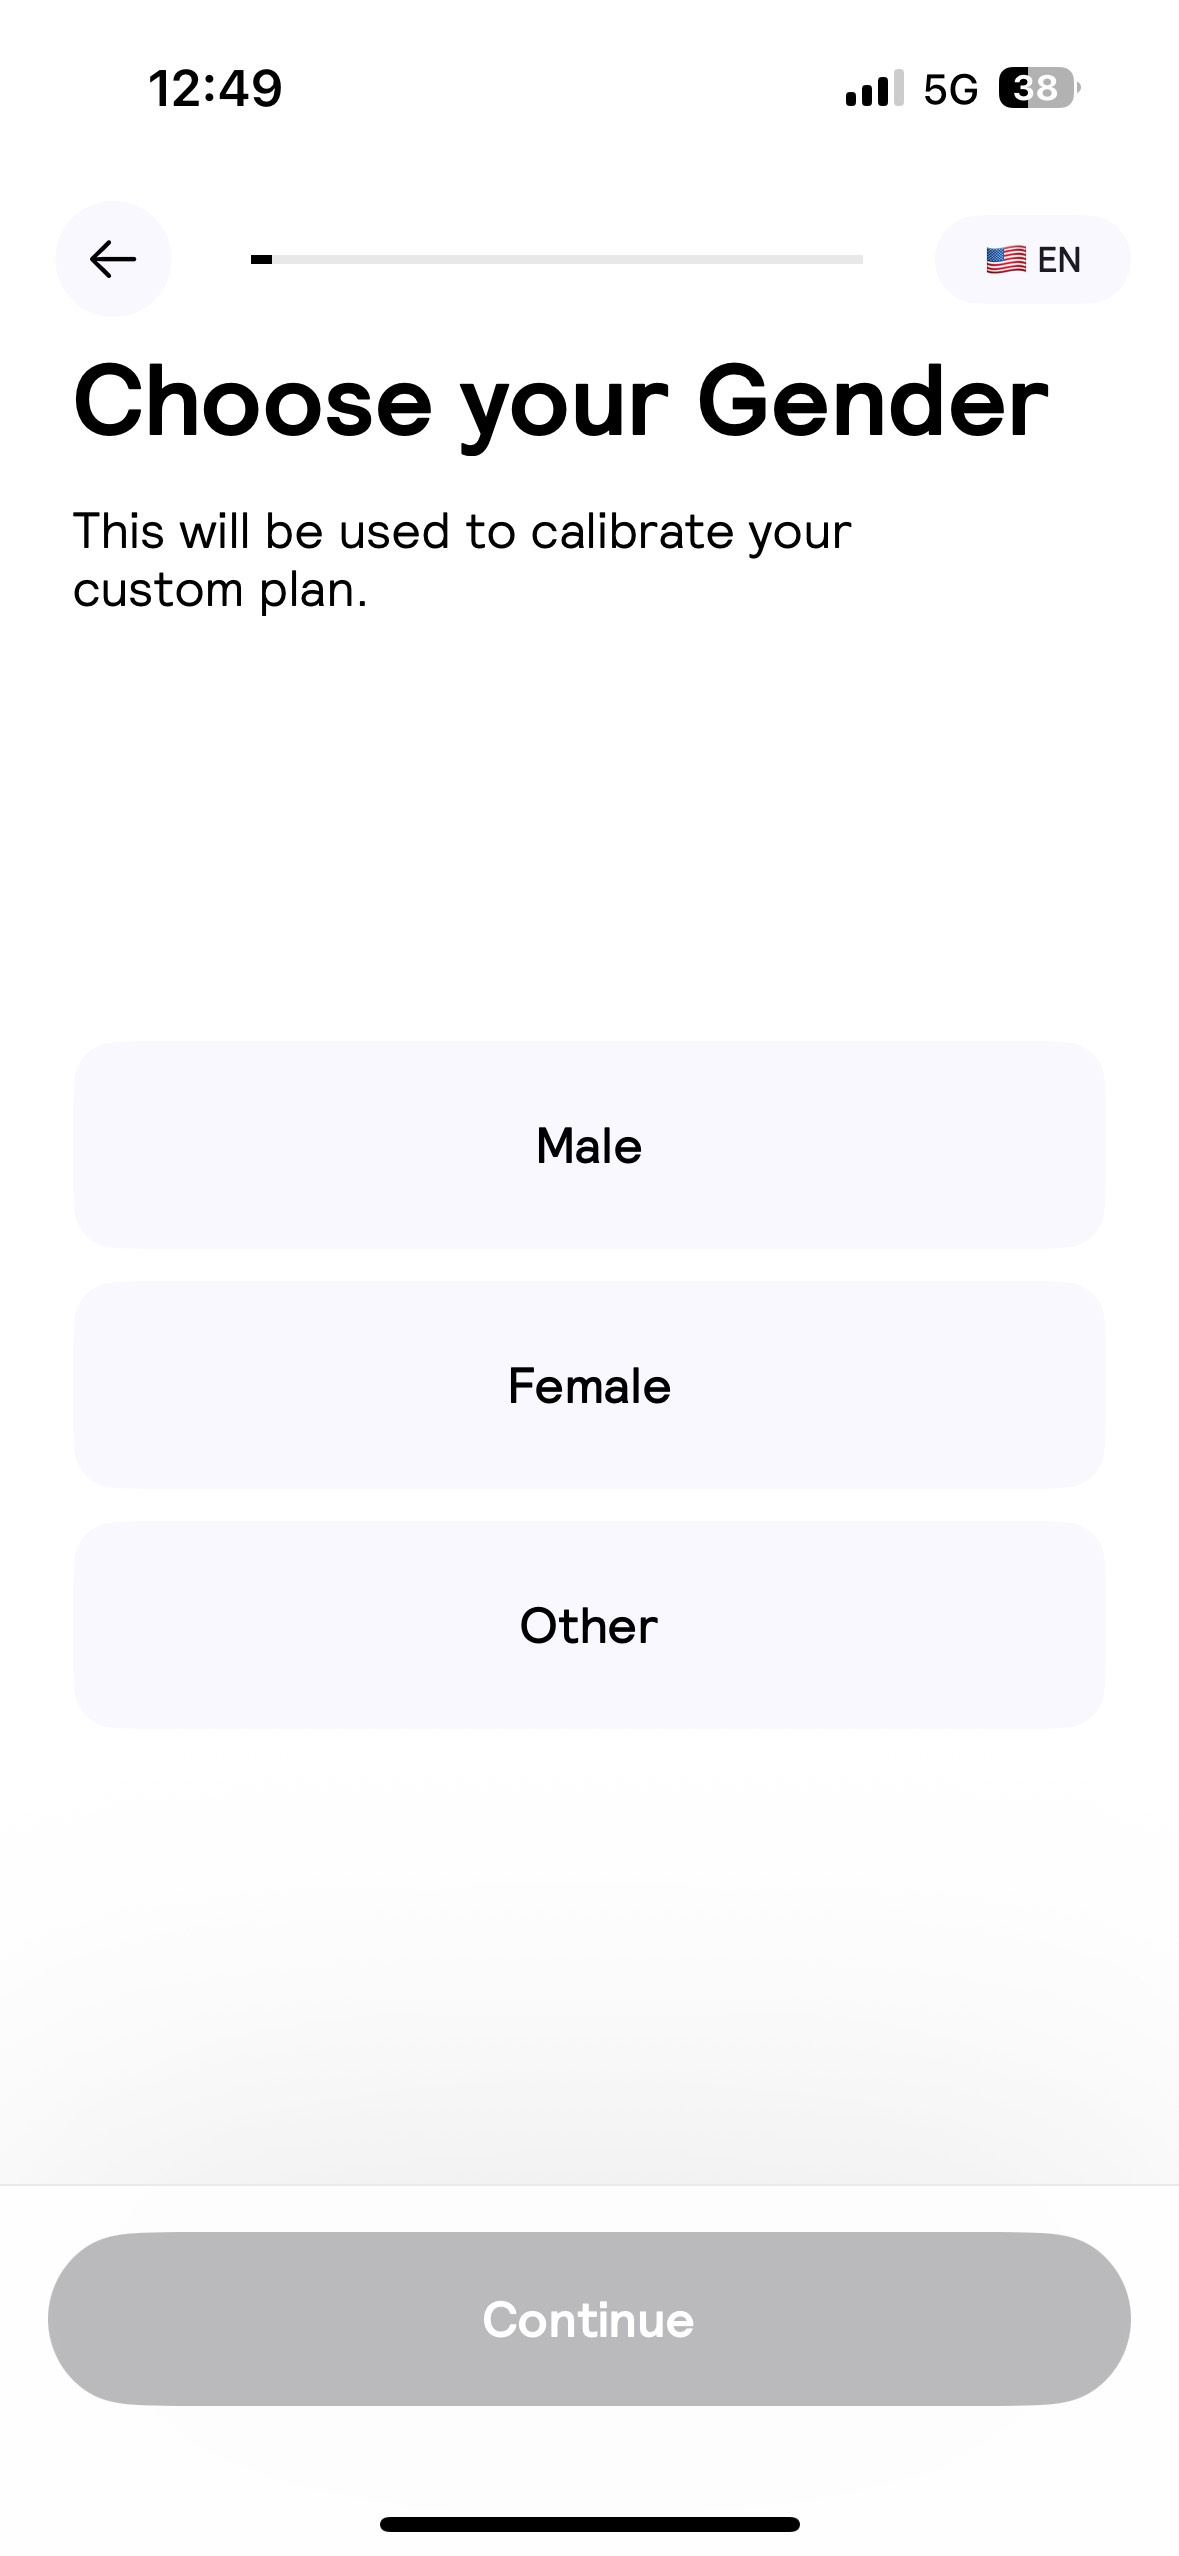 12:49
5G 38
EN
Choose your Gender
This will be used to calibrate your
custom plan.
Male
Female
Other
Continue